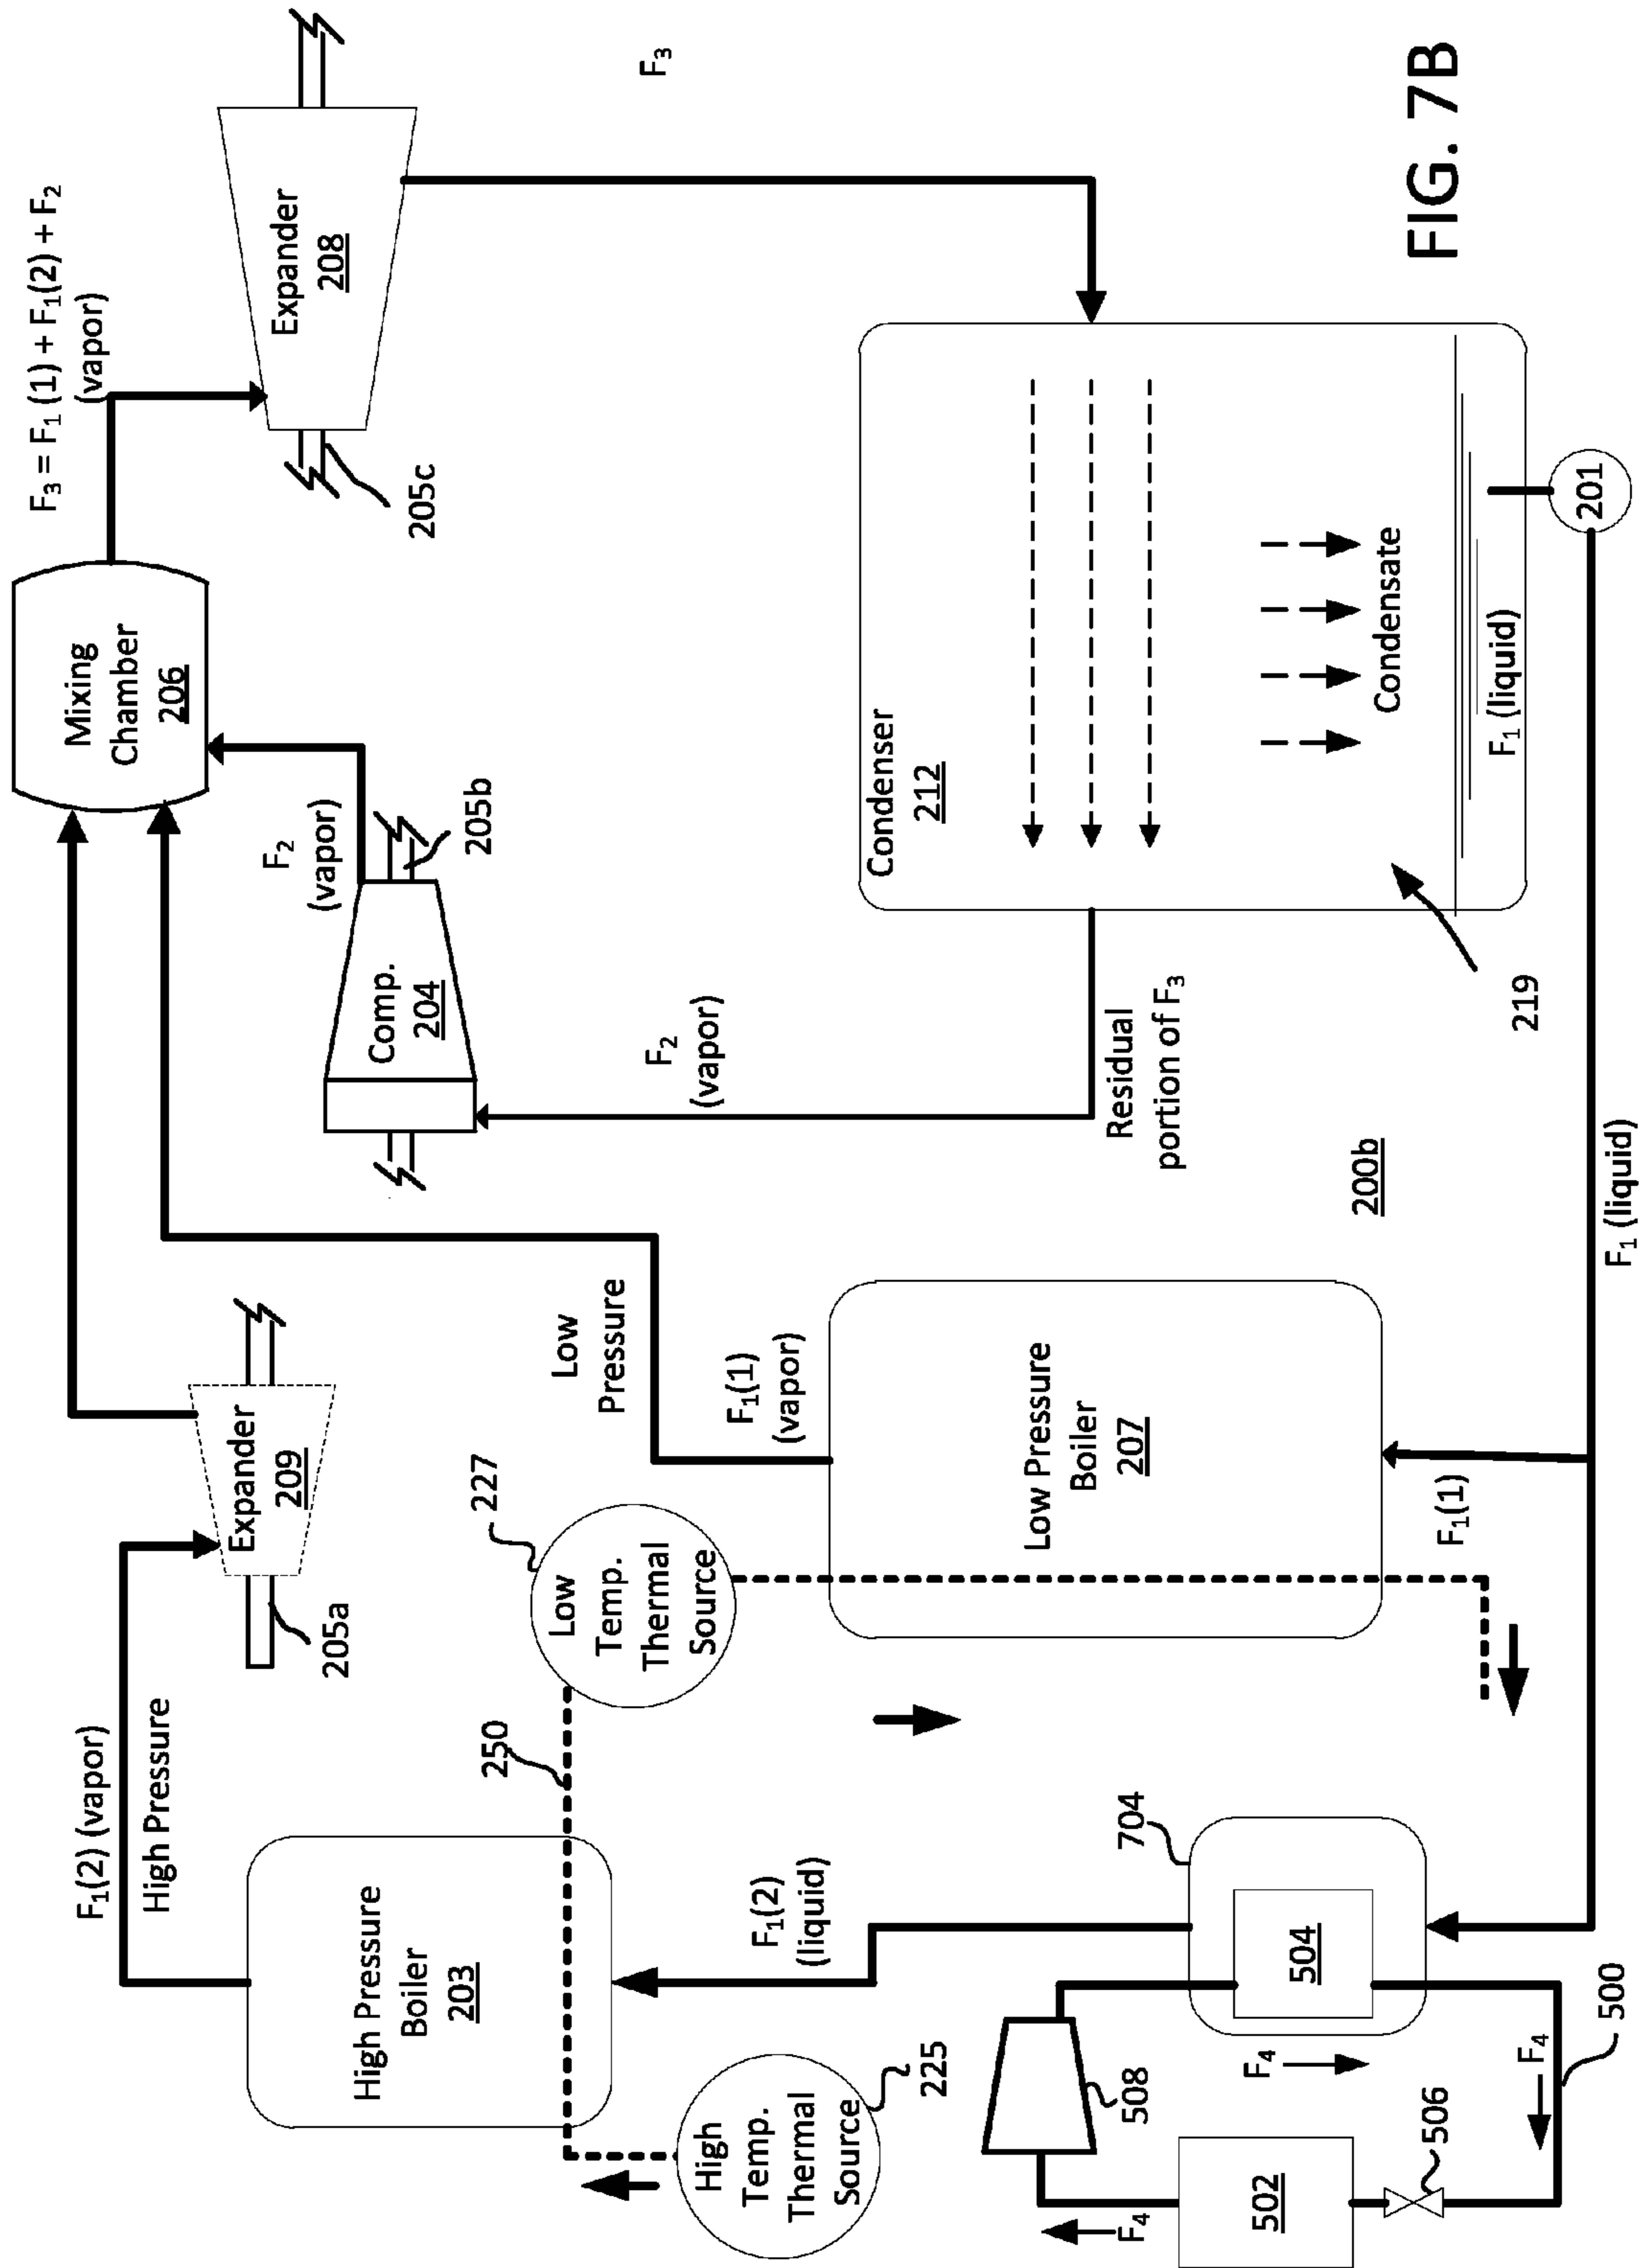 F₃ = F₁ (1) + F₁(2) + F₂
(vapor)
Mixing
Chamber
206
Expander
208
205c
F₃
F₂
(vapor)
Comp.
204
205b
F₂
(vapor)
Residual
portion of F₃
Condenser
212
Condensate
F₁ (liquid)
219
201
F₁ (liquid)
200b
F₁(2) (vapor)
High Pressure
Expander
209
205a
Low
Pressure
F₁(1)
(vapor)
227
Low
Temp.
Thermal
Source
250
Low Pressure
Boiler
207
F₁(1)
High Pressure
Boiler
203
F₁(2)
(liquid)
High
Temp.
Thermal
Source
225
704
504
508
F₄
F₄
F₄
502
506
500
FIG. 7B